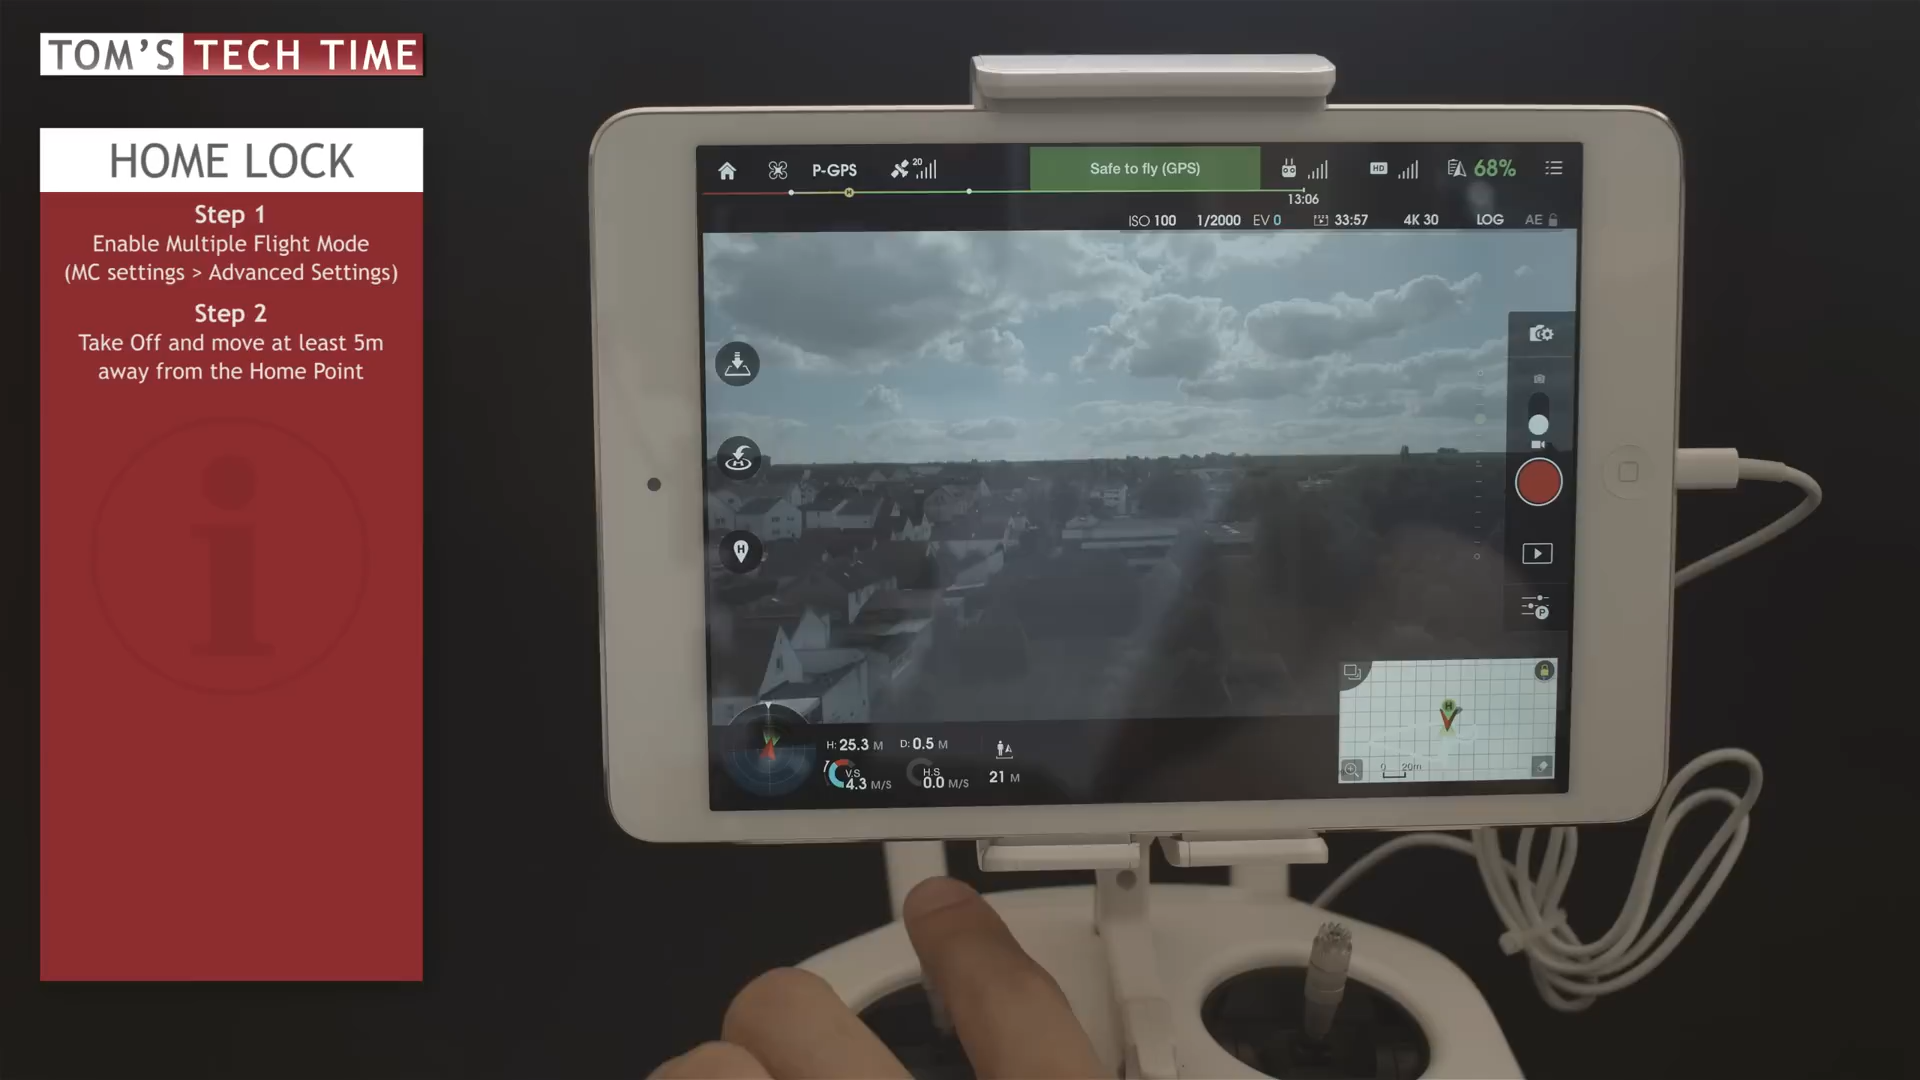 TOM'S TECH TIME
HOME LOCK
Step 1
Enable Multiple Flight Mode
(MC settings > Advanced Settings)
Step 2
Take Off and move at least 5m
away from the Home Point
P-GPS
20
Safe to fly (GPS)
HD
68%
H
13:06
ISO 100 1/2000 EV 0 33:57 4K 30 LOG AE
H
H
P
H
H: 25.3 M D: 0.5 M
V.S 4.3 M/S H.S 0.0 M/S 21 M
0 20m